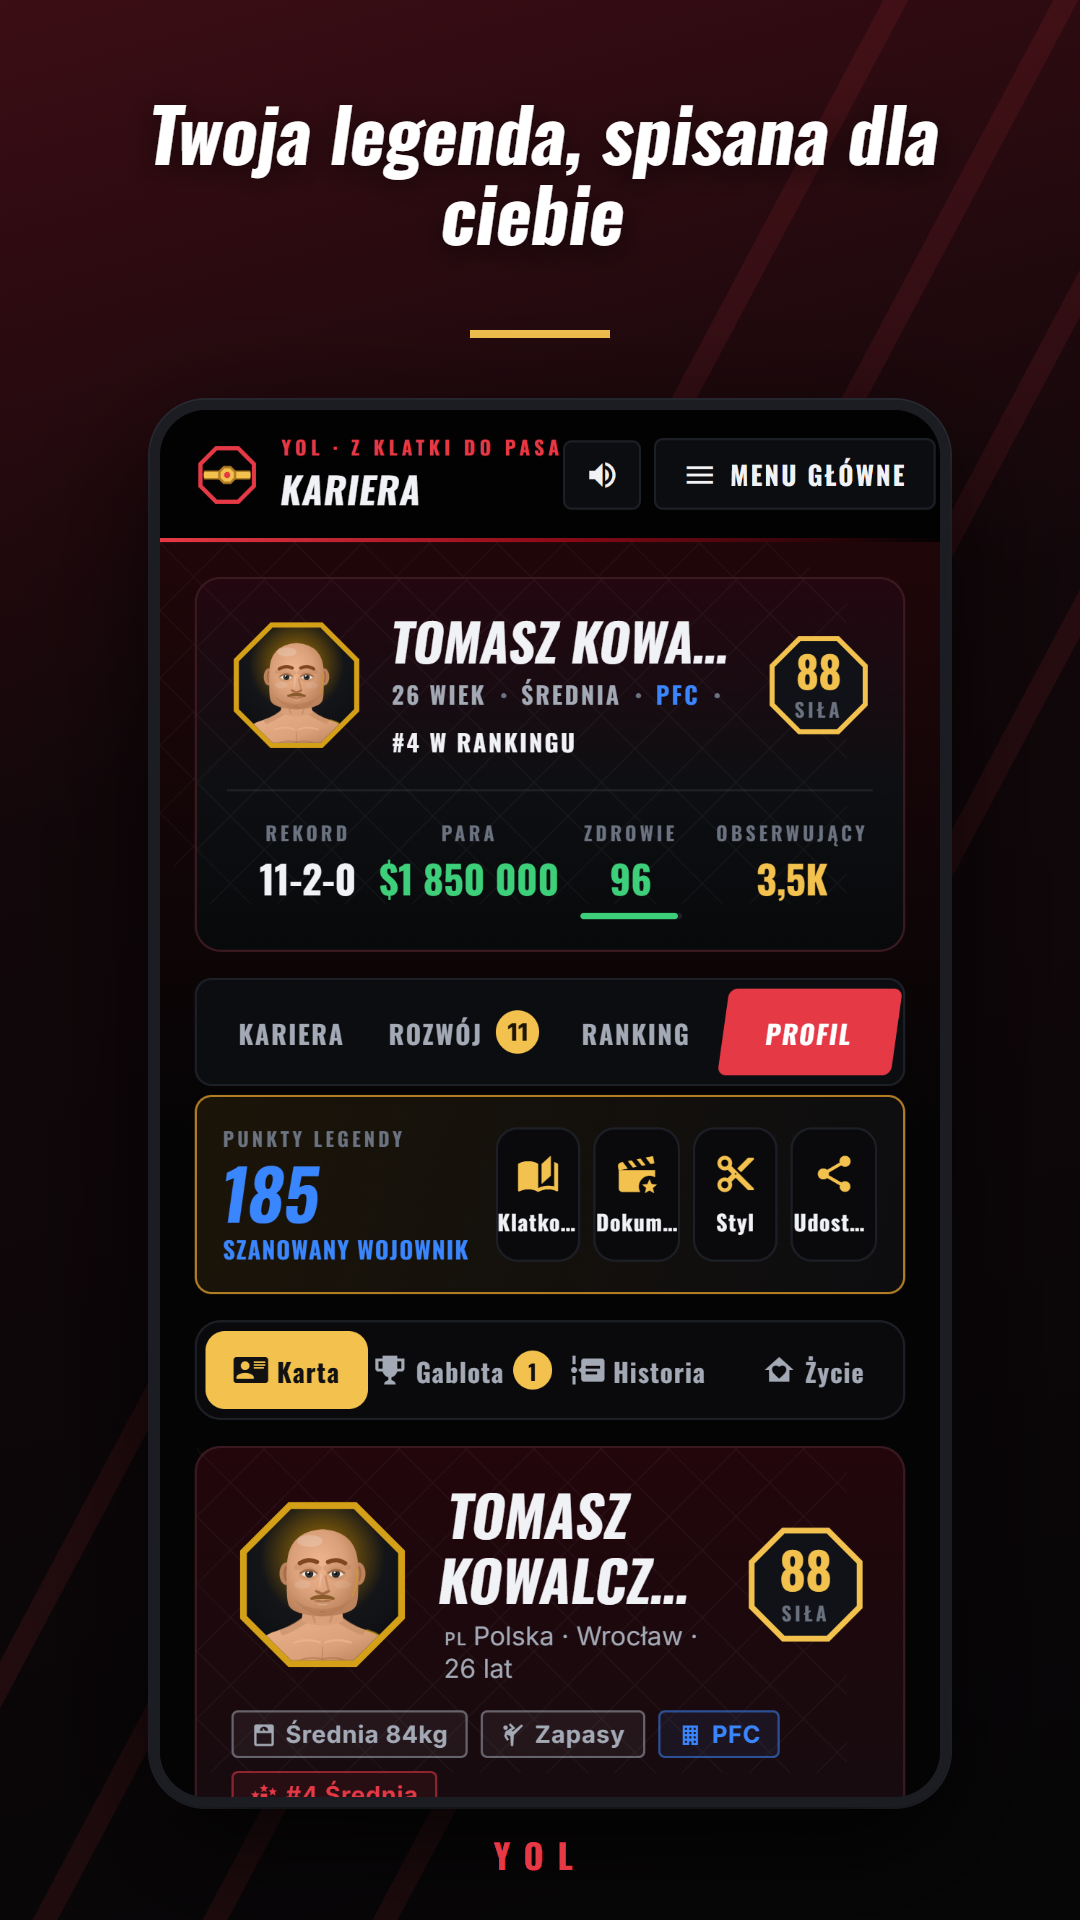 Twoja legenda, spisana dla
ciebie
YOL · Z KLATKI DO PASA
KARIERA
MENU GŁÓWNE
TOMASZ KOWA...
26 WIEK · ŚREDNIA · PFC ·
#4 W RANKINGU
88
SIŁA
REKORD
PARA
ZDROWIE
OBSERWUJĄCY
11-2-0
$1 850 000
96
3,5K
KARIERA
ROZWÓJ 11
RANKING
PROFIL
PUNKTY LEGENDY
185
SZANOWANY WOJOWNIK
Klatko...
Dokum...
Styl
Udost...
Karta
Gablota 1
Historia
Życie
TOMASZ
KOWALCZ...
PL Polska · Wrocław ·
26 lat
88
SIŁA
Średnia 84kg
Zapasy
PFC
#4 Średnia
YOL